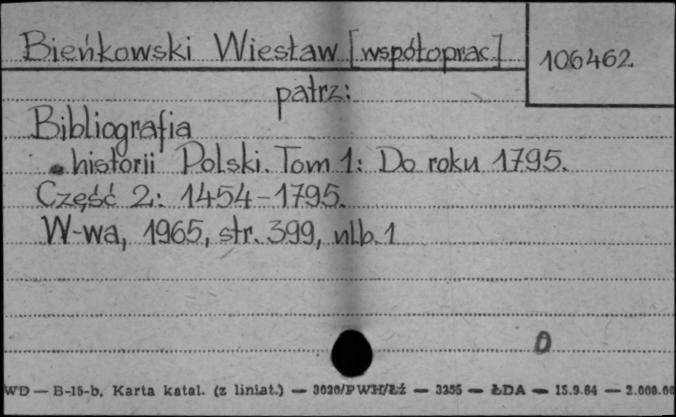 Bieńkowski Wiesław [współoprac.]
106462
patrz:
Bibliografia
historii Polski. Tom 1: Do roku 1795.
Część 2: 1454-1795.
W-wa, 1965, str. 399, nlb. 1
0
WD — B-15-b, Karta katal. (z liniat.) — 3020/PWH/Łź — 3255 — ŁDA — 15.9.64 — 2.000.00